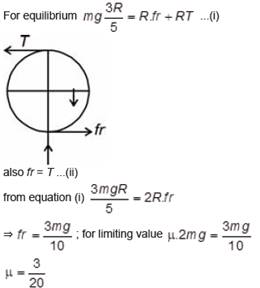 For equilibrium mg 3R/5 = R.fr + RT ...(i)
T
fr
also fr = T ...(ii)
from equation (i) 3mgR/5 = 2R.fr
⇒ fr = 3mg/10 ; for limiting value μ.2mg = 3mg/10
μ = 3/20